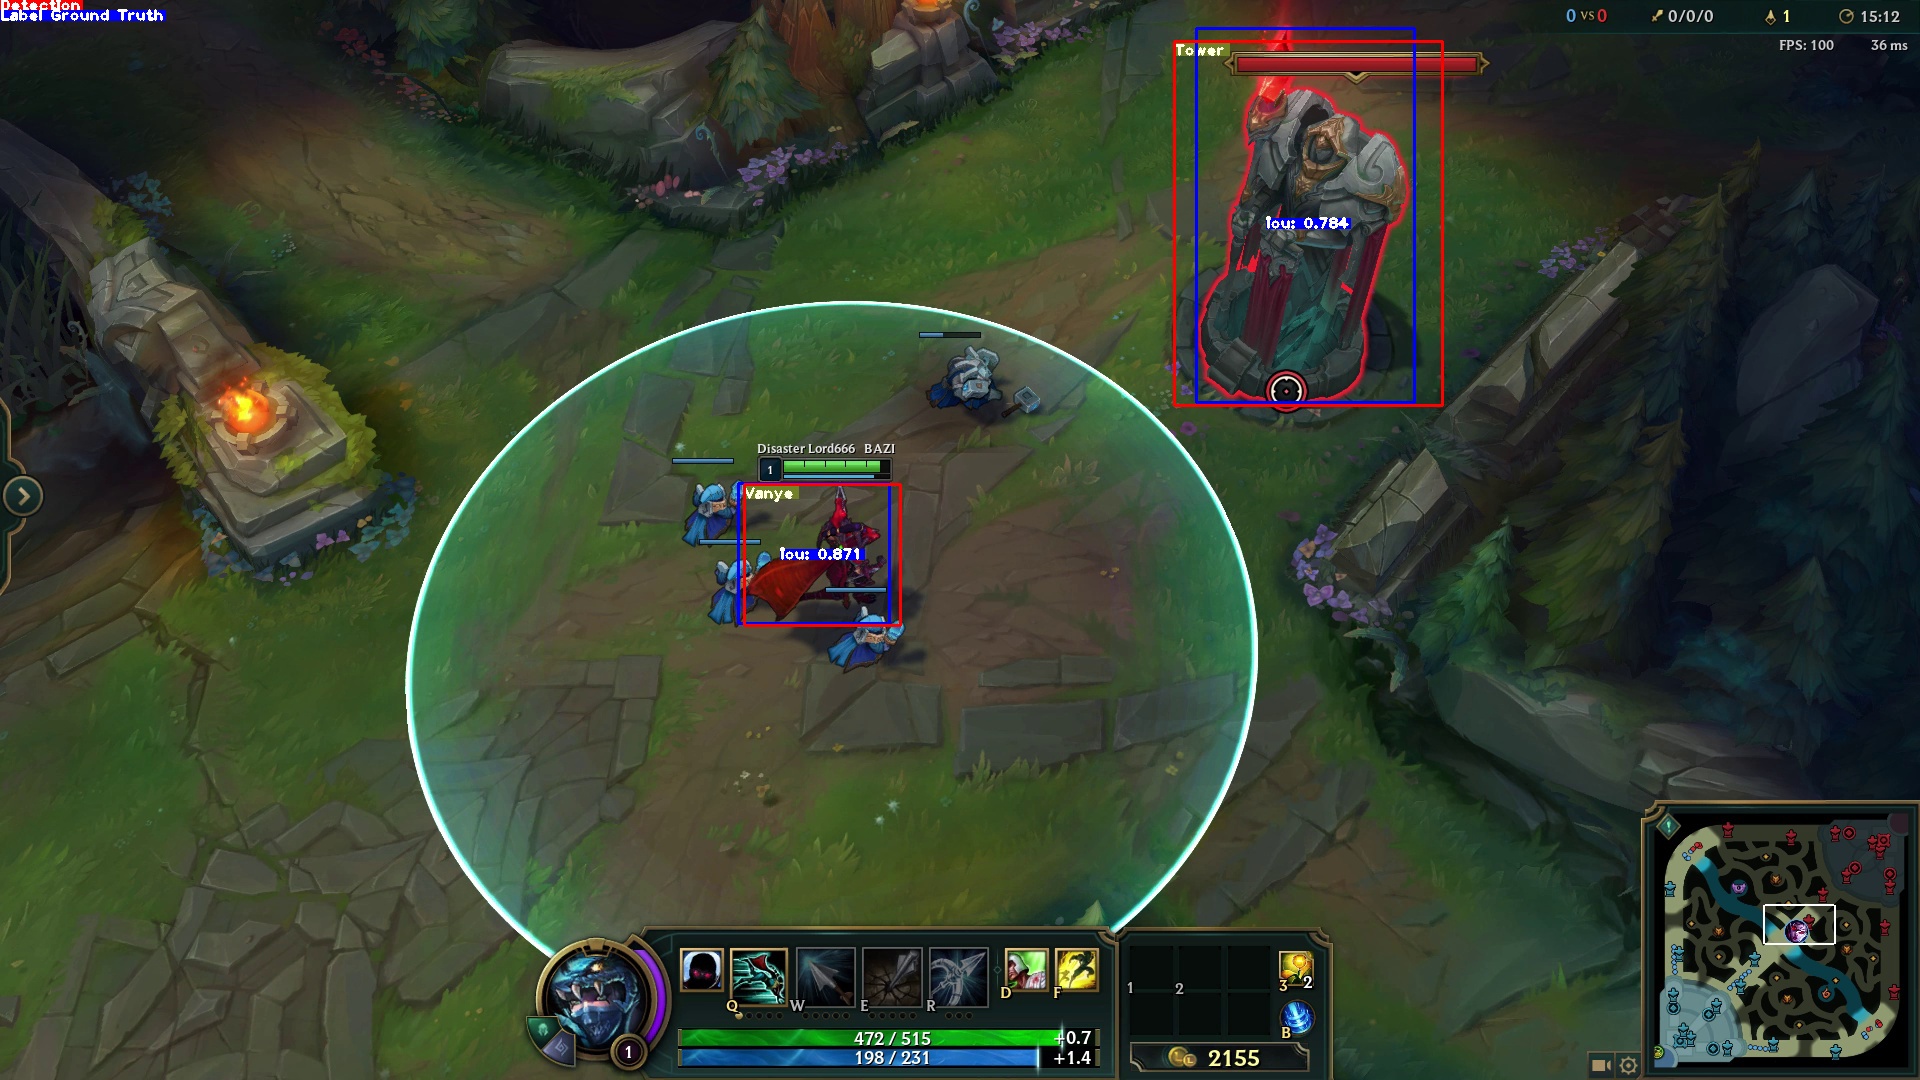 Detection
Label Ground Truth
0 VS 0
0/0/0
1
15:12
FPS: 100
36 ms
Tower
Iou: 0.784
Disaster Lord666 BAZI
1
Vanye
Iou: 0.871
Q
W
E
R
D
F
1
2
3
2
B
472 / 515
+0.7
198 / 231
+1.4
1
2155